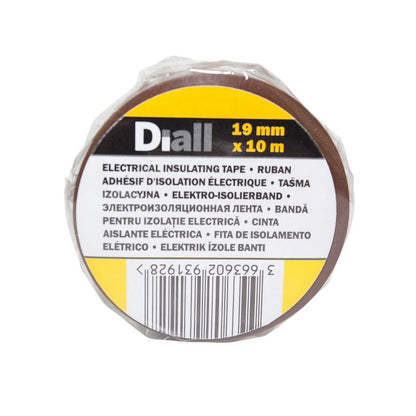 Diall
19 mm
x 10 m
ELECTRICAL INSULATING TAPE • RUBAN
ADHÉSIF D'ISOLATION ÉLECTRIQUE • TAŚMA
IZOLACYJNA • ELEKTRO-ISOLIERBAND •
ЭЛЕКТРОИЗОЛЯЦИОННАЯ ЛЕНТА • BANDĂ
PENTRU IZOLAȚIE ELECTRICĂ • CINTA
AISLANTE ELÉCTRICA • FITA DE ISOLAMENTO
ELÉTRICO • ELEKTRIK İZOLE BANTI
3 663602 931928 >